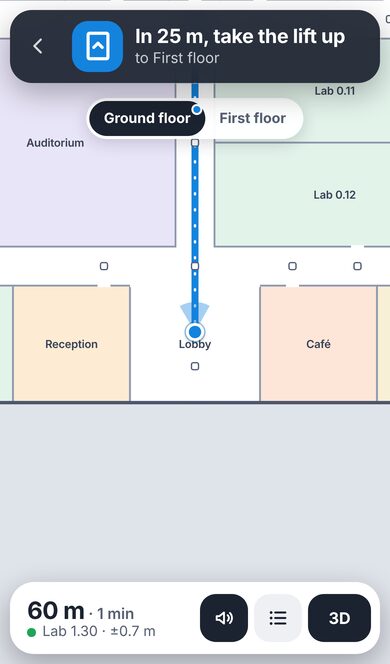 In 25 m, take the lift up
to First floor
Lab 0.11
Ground floor
First floor
Auditorium
Lab 0.12
Reception
Lobby
Café
60 m · 1 min
Lab 1.30 · ±0.7 m
3D